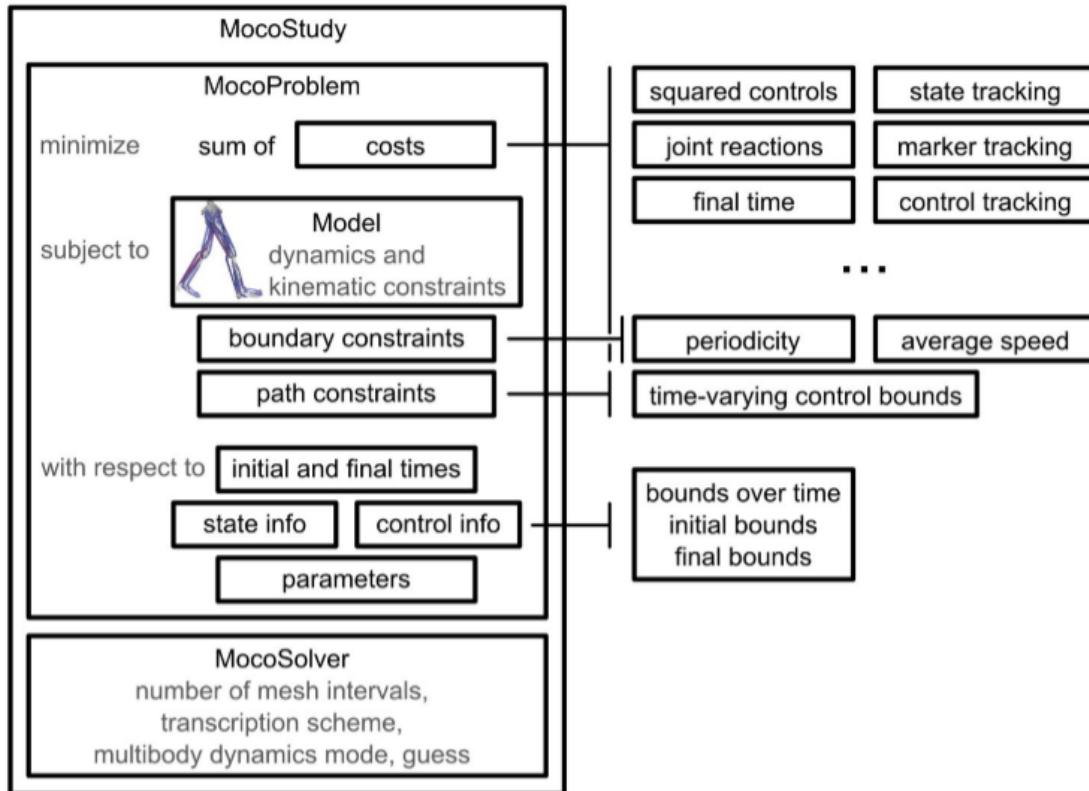 MocoStudy
MocoProblem
minimize
sum of
costs
squared controls
state tracking
joint reactions
marker tracking
final time
control tracking
...
subject to
Model
dynamics and
kinematic constraints
boundary constraints
periodicity
average speed
path constraints
time-varying control bounds
with respect to
initial and final times
state info
control info
bounds over time
initial bounds
final bounds
parameters
MocoSolver
number of mesh intervals,
transcription scheme,
multibody dynamics mode, guess